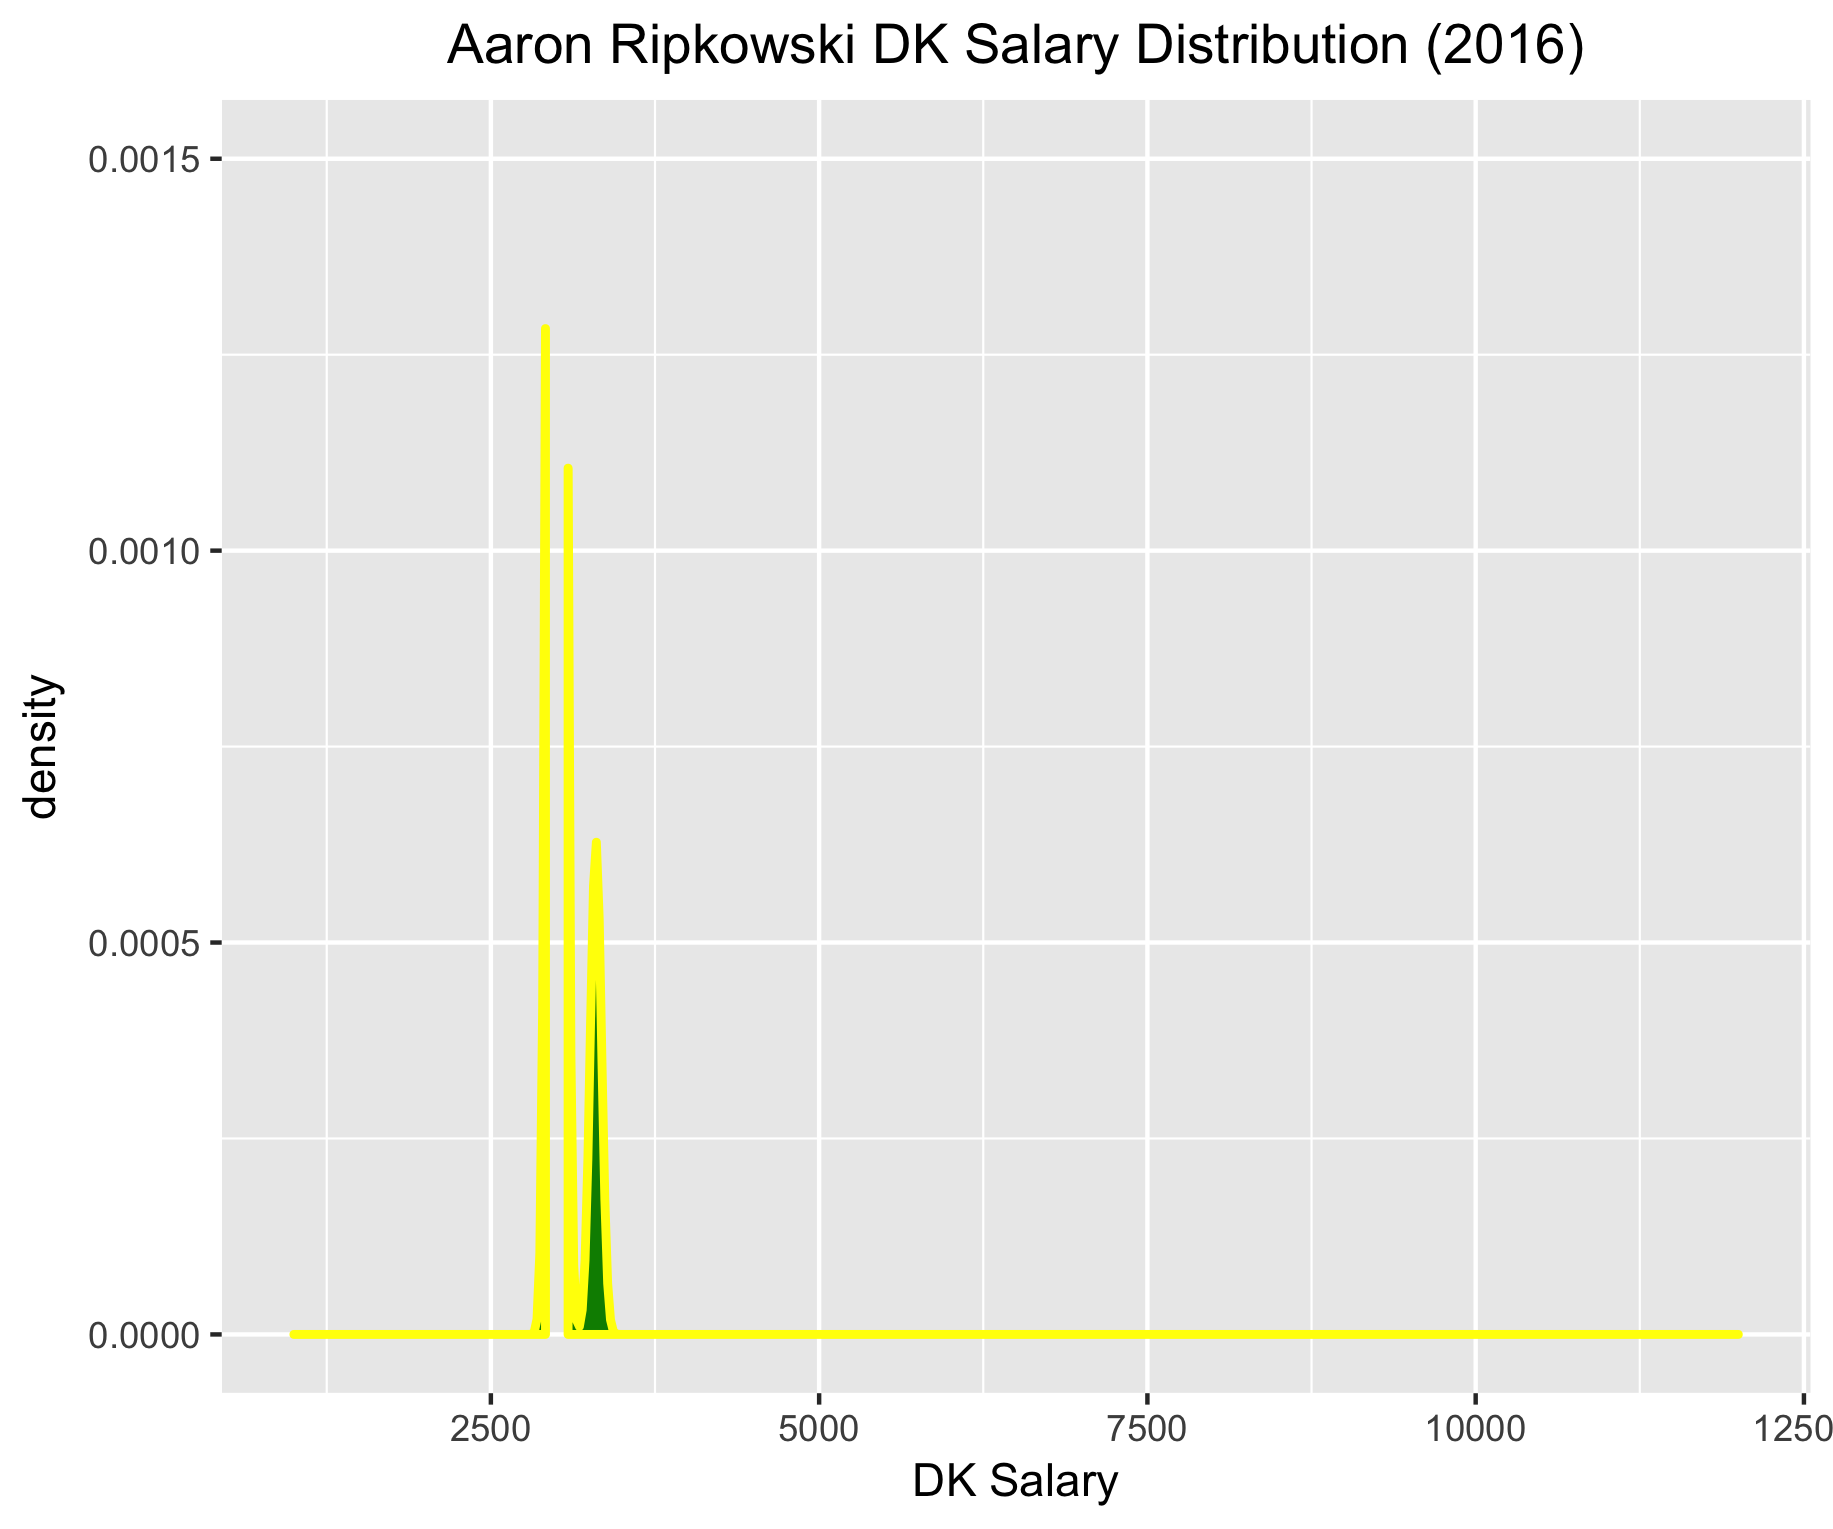 Aaron Ripkowski DK Salary Distribution (2016)
0.0015
0.0010
0.0005
0.0000
density
2500 5000 7500 10000 1250
DK Salary